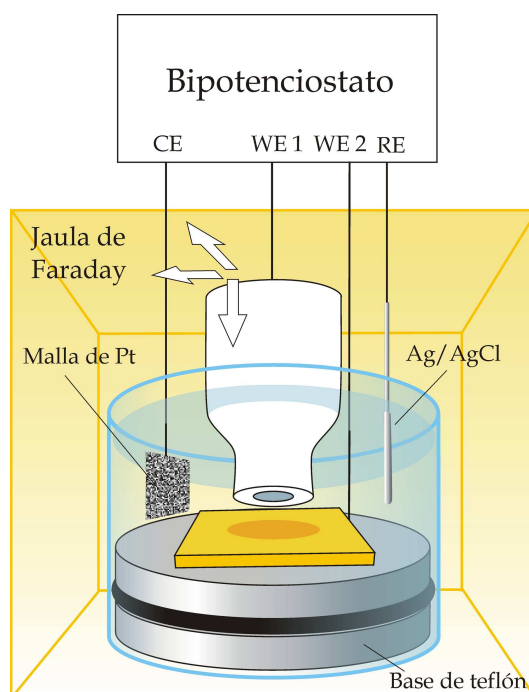 Bipotenciostato
CE WE 1 WE 2 RE
Jaula de
Faraday
Malla de Pt
Ag/AgCl
Base de teflón